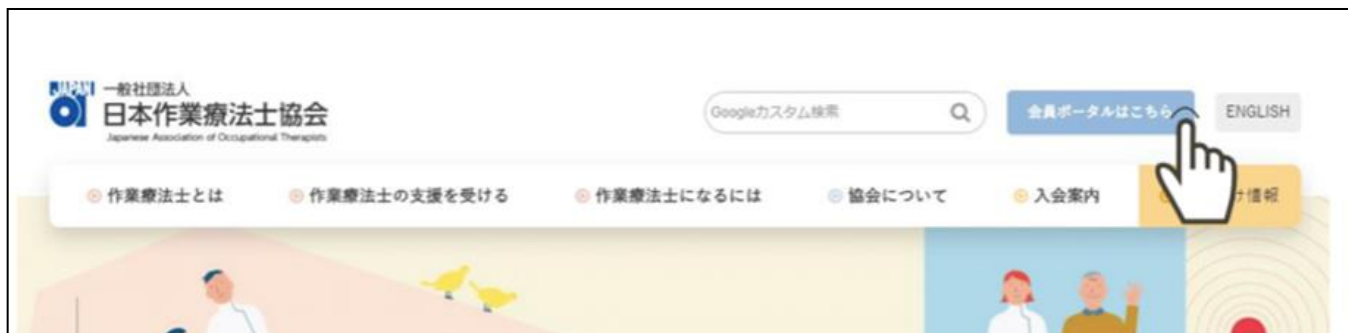 JAPAN
一般社団法人
日本作業療法士協会
Japanese Association of Occupational Therapists
Googleカスタム検索
会員ポータルはこちら
ENGLISH
作業療法士とは
作業療法士の支援を受ける
作業療法士になるには
協会について
入会案内
け情報